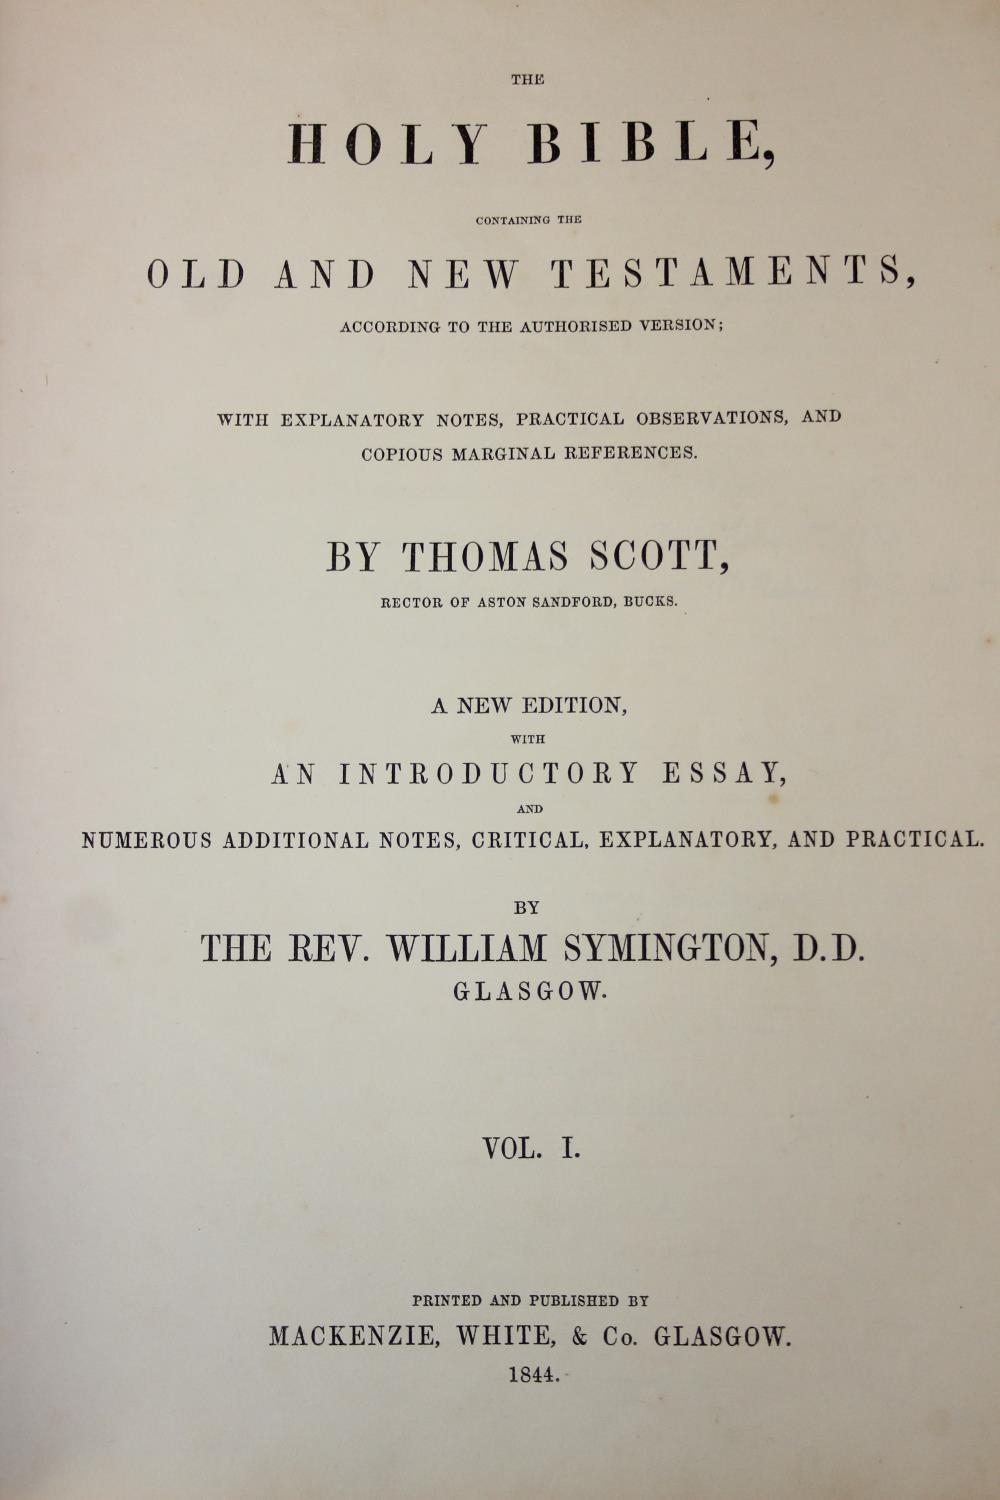 THE
HOLY BIBLE,
CONTAINING THE
OLD AND NEW TESTAMENTS,
ACCORDING TO THE AUTHORISED VERSION;
WITH EXPLANATORY NOTES, PRACTICAL OBSERVATIONS, AND
COPIOUS MARGINAL REFERENCES.
BY THOMAS SCOTT,
RECTOR OF ASTON SANDFORD, BUCKS.
A NEW EDITION,
WITH
AN INTRODUCTORY ESSAY,
AND
NUMEROUS ADDITIONAL NOTES, CRITICAL, EXPLANATORY, AND PRACTICAL.
BY
THE REV. WILLIAM SYMINGTON, D.D.
GLASGOW.
VOL. I.
PRINTED AND PUBLISHED BY
MACKENZIE, WHITE, & Co. GLASGOW.
1844.